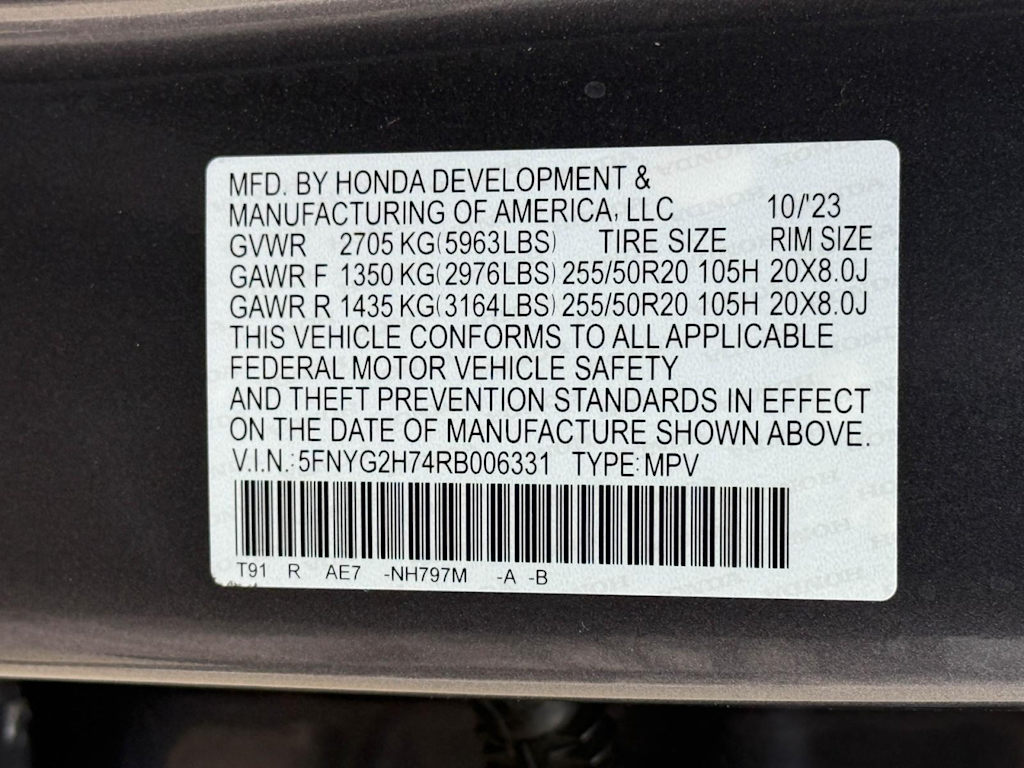 MFD. BY HONDA DEVELOPMENT &
MANUFACTURING OF AMERICA, LLC 10/'23
GVWR 2705 KG(5963LBS) TIRE SIZE RIM SIZE
GAWR F 1350 KG(2976LBS) 255/50R20 105H 20X8.0J
GAWR R 1435 KG(3164LBS) 255/50R20 105H 20X8.0J
THIS VEHICLE CONFORMS TO ALL APPLICABLE
FEDERAL MOTOR VEHICLE SAFETY
AND THEFT PREVENTION STANDARDS IN EFFECT
ON THE DATE OF MANUFACTURE SHOWN ABOVE.
V.I.N.: 5FNYG2H74RB006331 TYPE: MPV
T91 R AE7 -NH797M -A -B